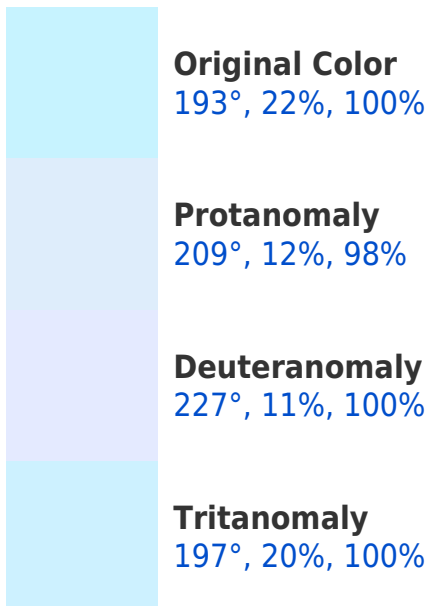 Original Color
193°, 22%, 100%
Protanomaly
209°, 12%, 98%
Deuteranomaly
227°, 11%, 100%
Tritanomaly
197°, 20%, 100%